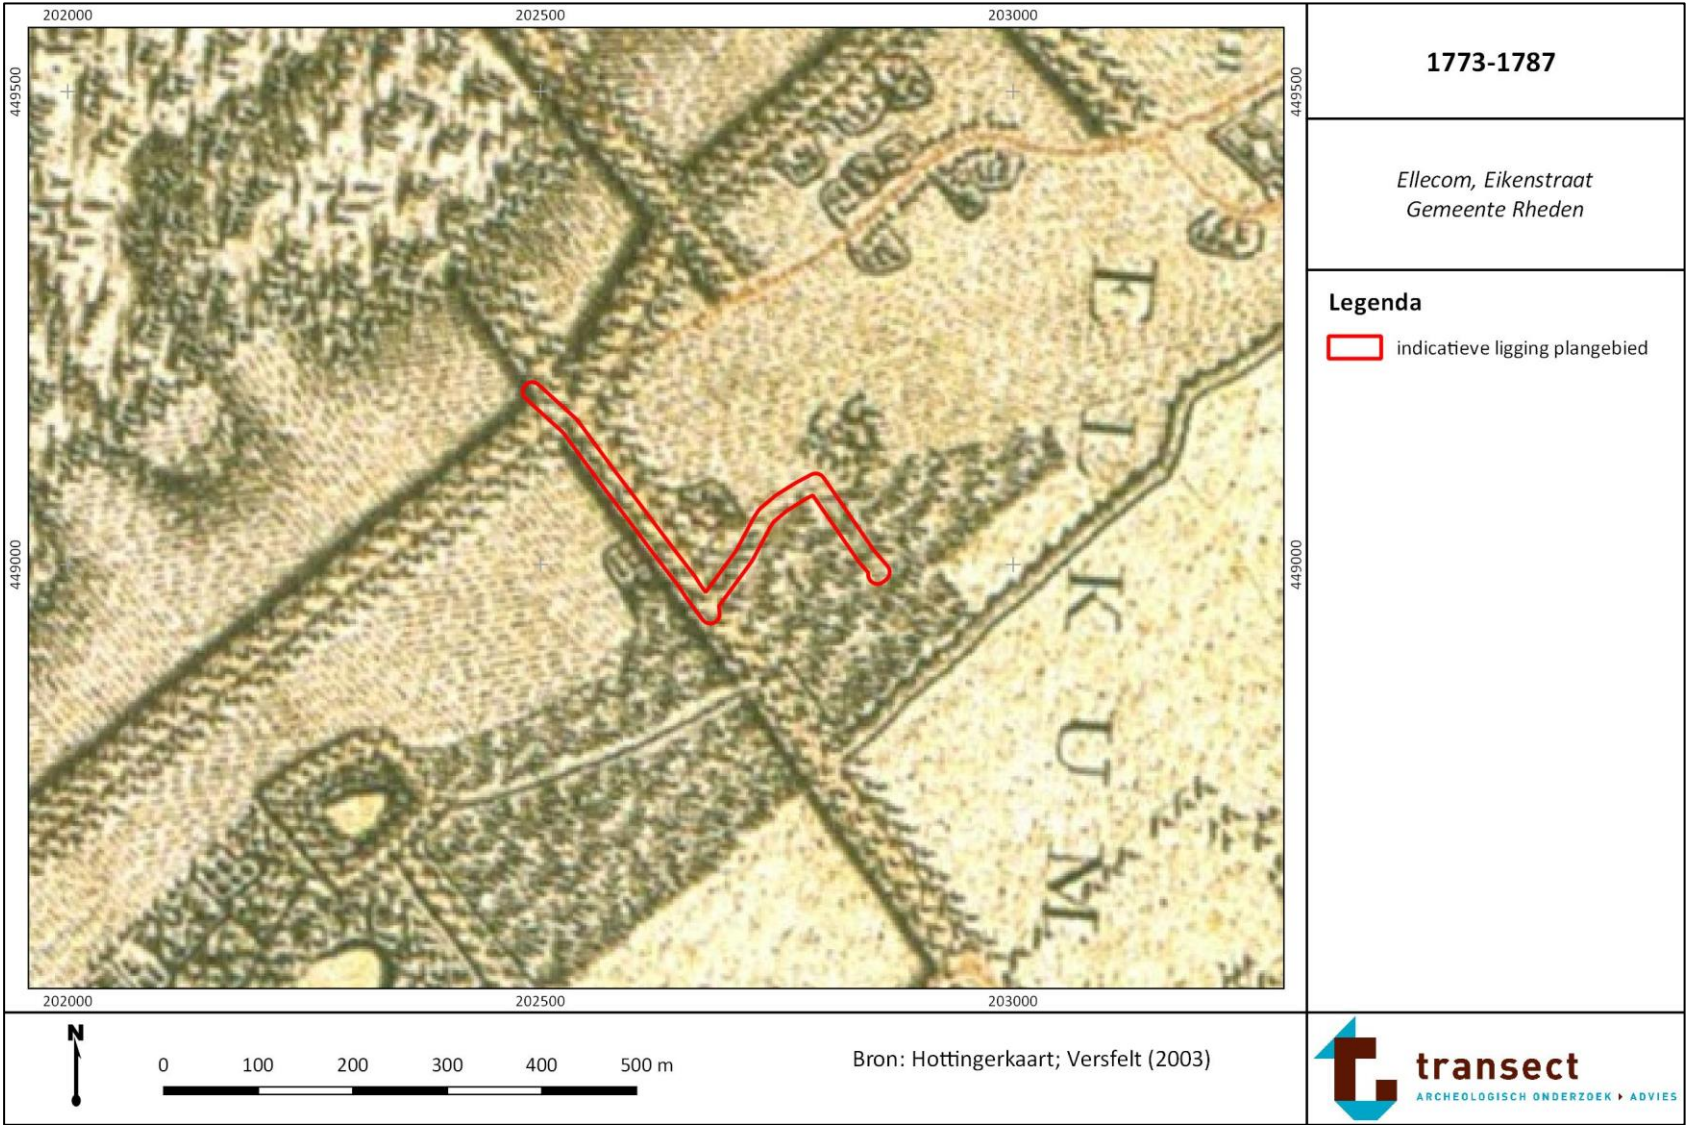 202000 202500 203000
449500 449500
449000 449000
E
L
K
U
M
202000 202500 203000
1773-1787
Ellecom, Eikenstraat
Gemeente Rheden
Legenda
indicatieve ligging plangebied
N
0 100 200 300 400 500 m
Bron: Hottingerkaart; Versfelt (2003)
transect
ARCHEOLOGISCH ONDERZOEK ▸ ADVIES